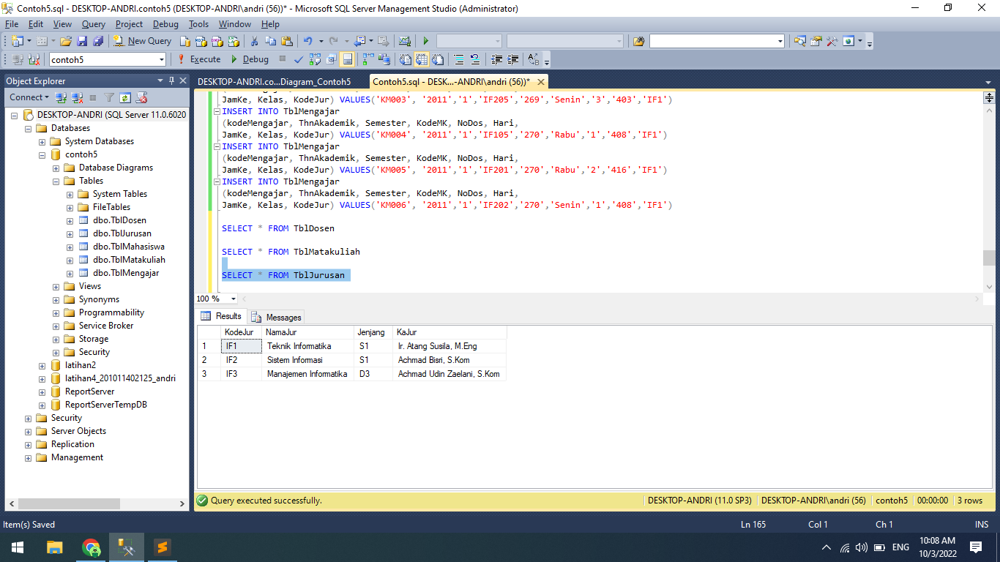 Contoh5.sql - DESKTOP-ANDRI.contoh5 (DESKTOP-ANDRI\andri (56))* - Microsoft SQL Server Management Studio (Administrator)
File Edit View Query Project Debug Tools Window Help
New Query
contoh5 Execute Debug
Object Explorer
Connect
DESKTOP-ANDRI (SQL Server 11.0.6020
Databases
System Databases
contoh5
Database Diagrams
Tables
System Tables
FileTables
dbo.TblDosen
dbo.TblJurusan
dbo.TblMahasiswa
dbo.TblMatakuliah
dbo.TblMengajar
Views
Synonyms
Programmability
Service Broker
Storage
Security
latihan2
latihan4_201011402125_andri
ReportServer
ReportServerTempDB
Security
Server Objects
Replication
Management
DESKTOP-ANDRI.co...Diagram_Contoh5 Contoh5.sql - DESK...-ANDRI\andri (56))*
JamKe, Kelas, KodeJur) VALUES('KM003', '2011','1','IF205','269','Senin','3','403','IF1')
INSERT INTO TblMengajar
(kodeMengajar, ThnAkademik, Semester, KodeMK, NoDos, Hari,
JamKe, Kelas, KodeJur) VALUES('KM004', '2011','1','IF105','270','Rabu','1','408','IF1')
INSERT INTO TblMengajar
(kodeMengajar, ThnAkademik, Semester, KodeMK, NoDos, Hari,
JamKe, Kelas, KodeJur) VALUES('KM005', '2011','1','IF201','270','Rabu','2','416','IF1')
INSERT INTO TblMengajar
(kodeMengajar, ThnAkademik, Semester, KodeMK, NoDos, Hari,
JamKe, Kelas, KodeJur) VALUES('KM006', '2011','1','IF202','270','Senin','1','408','IF1')
SELECT * FROM TblDosen
SELECT * FROM TblMatakuliah
SELECT * FROM TblJurusan
100 %
Results Messages
KodeJur NamaJur Jenjang KaJur
1 IF1 Teknik Informatika S1 Ir. Atang Susila, M.Eng
2 IF2 Sistem Informasi S1 Achmad Bisri, S.Kom
3 IF3 Manajemen Informatika D3 Achmad Udin Zaelani, S.Kom
Query executed successfully. DESKTOP-ANDRI (11.0 SP3) DESKTOP-ANDRI\andri (56) contoh5 00:00:00 3 rows
Item(s) Saved Ln 165 Col 1 Ch 1 INS
ENG
10:08 AM
10/3/2022